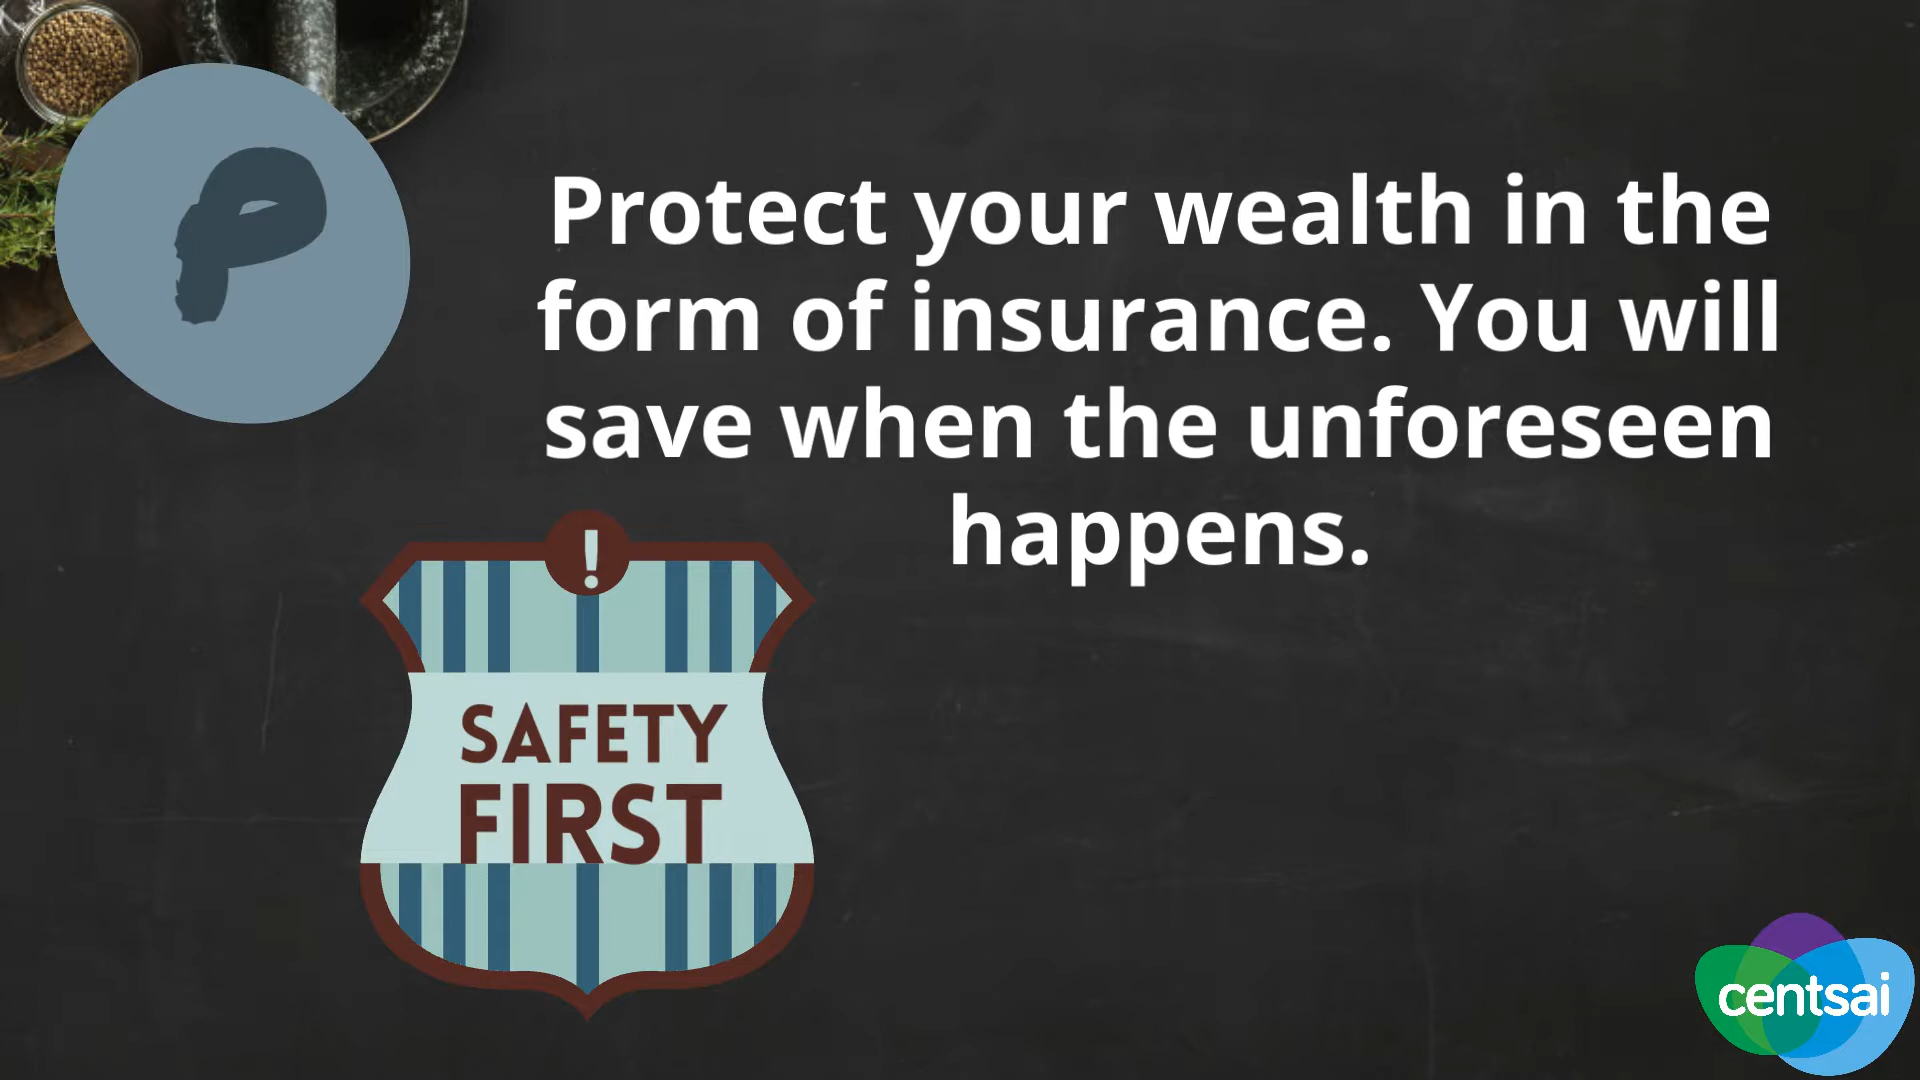 P
Protect your wealth in the
form of insurance. You will
save when the unforeseen
happens.
!
SAFETY
FIRST
centsai